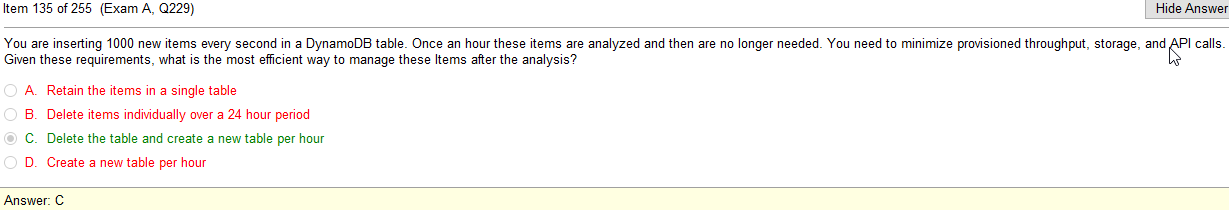 Item 135 of 255 (Exam A, Q229)
Hide Answer
You are inserting 1000 new items every second in a DynamoDB table. Once an hour these items are analyzed and then are no longer needed. You need to minimize provisioned throughput, storage, and API calls.
Given these requirements, what is the most efficient way to manage these Items after the analysis?
A. Retain the items in a single table
B. Delete items individually over a 24 hour period
C. Delete the table and create a new table per hour
D. Create a new table per hour
Answer: C